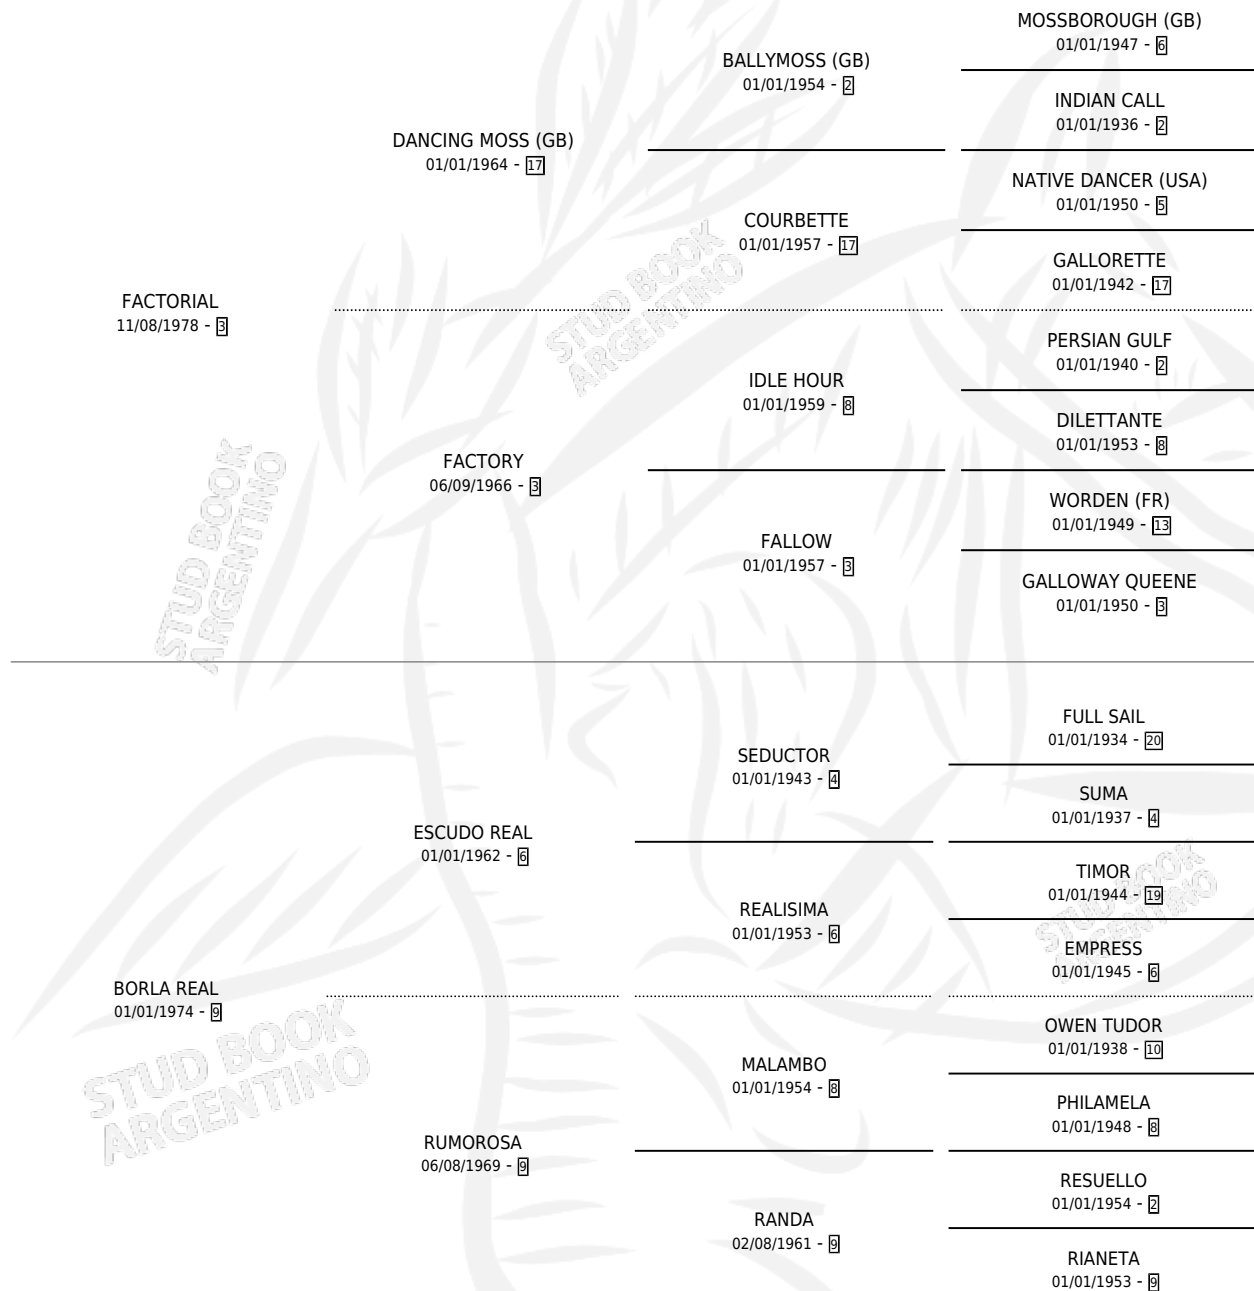 MOSSBOROUGH (GB)
01/01/1947 - 6
BALLYMOSS (GB)
01/01/1954 - 2
INDIAN CALL
01/01/1936 - 2
DANCING MOSS (GB)
01/01/1964 - 17
NATIVE DANCER (USA)
01/01/1950 - 5
COURBETTE
01/01/1957 - 17
GALLORETTE
01/01/1942 - 17
FACTORIAL
11/08/1978 - 3
PERSIAN GULF
01/01/1940 - 2
IDLE HOUR
01/01/1959 - 8
DILETTANTE
01/01/1953 - 8
FACTORY
06/09/1966 - 3
WORDEN (FR)
01/01/1949 - 13
FALLOW
01/01/1957 - 3
GALLOWAY QUEENE
01/01/1950 - 3
FULL SAIL
01/01/1934 - 20
SEDUCTOR
01/01/1943 - 4
SUMA
01/01/1937 - 4
ESCUDO REAL
01/01/1962 - 6
TIMOR
01/01/1944 - 19
REALISIMA
01/01/1953 - 6
EMPRESS
01/01/1945 - 6
BORLA REAL
01/01/1974 - 9
OWEN TUDOR
01/01/1938 - 10
MALAMBO
01/01/1954 - 8
PHILAMELA
01/01/1948 - 8
RUMOROSA
06/08/1969 - 9
RESUELLO
01/01/1954 - 2
RANDA
02/08/1961 - 9
RIANETA
01/01/1953 - 9
STUD BOOK
ARGENTINO
STUD BOOK
ARGENTINO
STUD BOOK
ARGENTINO
STUD BOOK
ARGENTINO